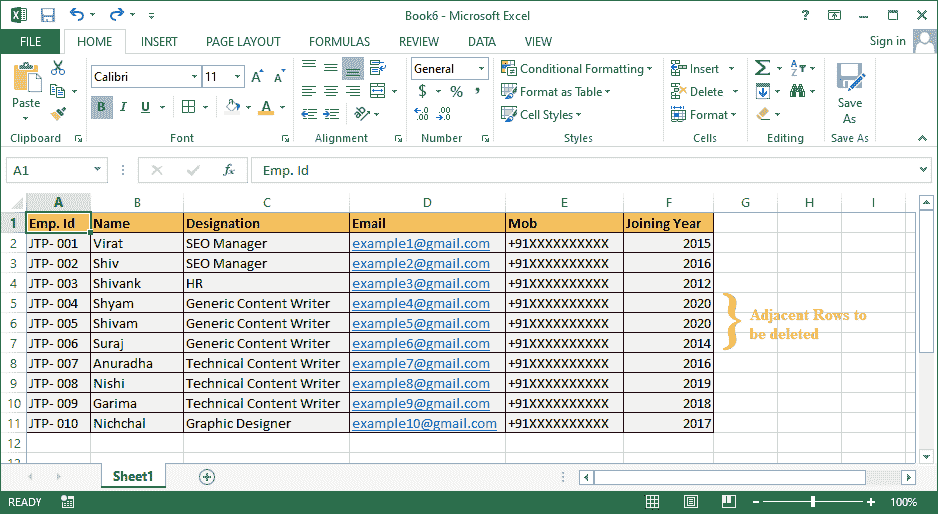 Book6 - Microsoft Excel
?
FILE HOME INSERT PAGE LAYOUT FORMULAS REVIEW DATA VIEW Sign in
Paste
Clipboard
Calibri 11 A A
B I U A
Font
Alignment
General
$ % ,
Number
Conditional Formatting
Format as Table
Cell Styles
Styles
Insert
Delete
Format
Cells
Editing
Save
As
Save As
A1 fx Emp. Id
A B C D E F G H I
1 Emp. Id Name Designation Email Mob Joining Year
2 JTP- 001 Virat SEO Manager example1@gmail.com +91XXXXXXXXXX 2015
3 JTP- 002 Shiv SEO Manager example2@gmail.com +91XXXXXXXXXX 2016
4 JTP- 003 Shivank HR example3@gmail.com +91XXXXXXXXXX 2012
5 JTP- 004 Shyam Generic Content Writer example4@gmail.com +91XXXXXXXXXX 2020
6 JTP- 005 Shivam Generic Content Writer example5@gmail.com +91XXXXXXXXXX 2020
7 JTP- 006 Suraj Generic Content Writer example6@gmail.com +91XXXXXXXXXX 2014
8 JTP- 007 Anuradha Technical Content Writer example7@gmail.com +91XXXXXXXXXX 2016
9 JTP- 008 Nishi Technical Content Writer example8@gmail.com +91XXXXXXXXXX 2019
10 JTP- 009 Garima Technical Content Writer example9@gmail.com +91XXXXXXXXXX 2018
11 JTP- 010 Nichchal Graphic Designer example10@gmail.com +91XXXXXXXXXX 2017
12
Adjacent Rows to
be deleted
Sheet1
READY 100%